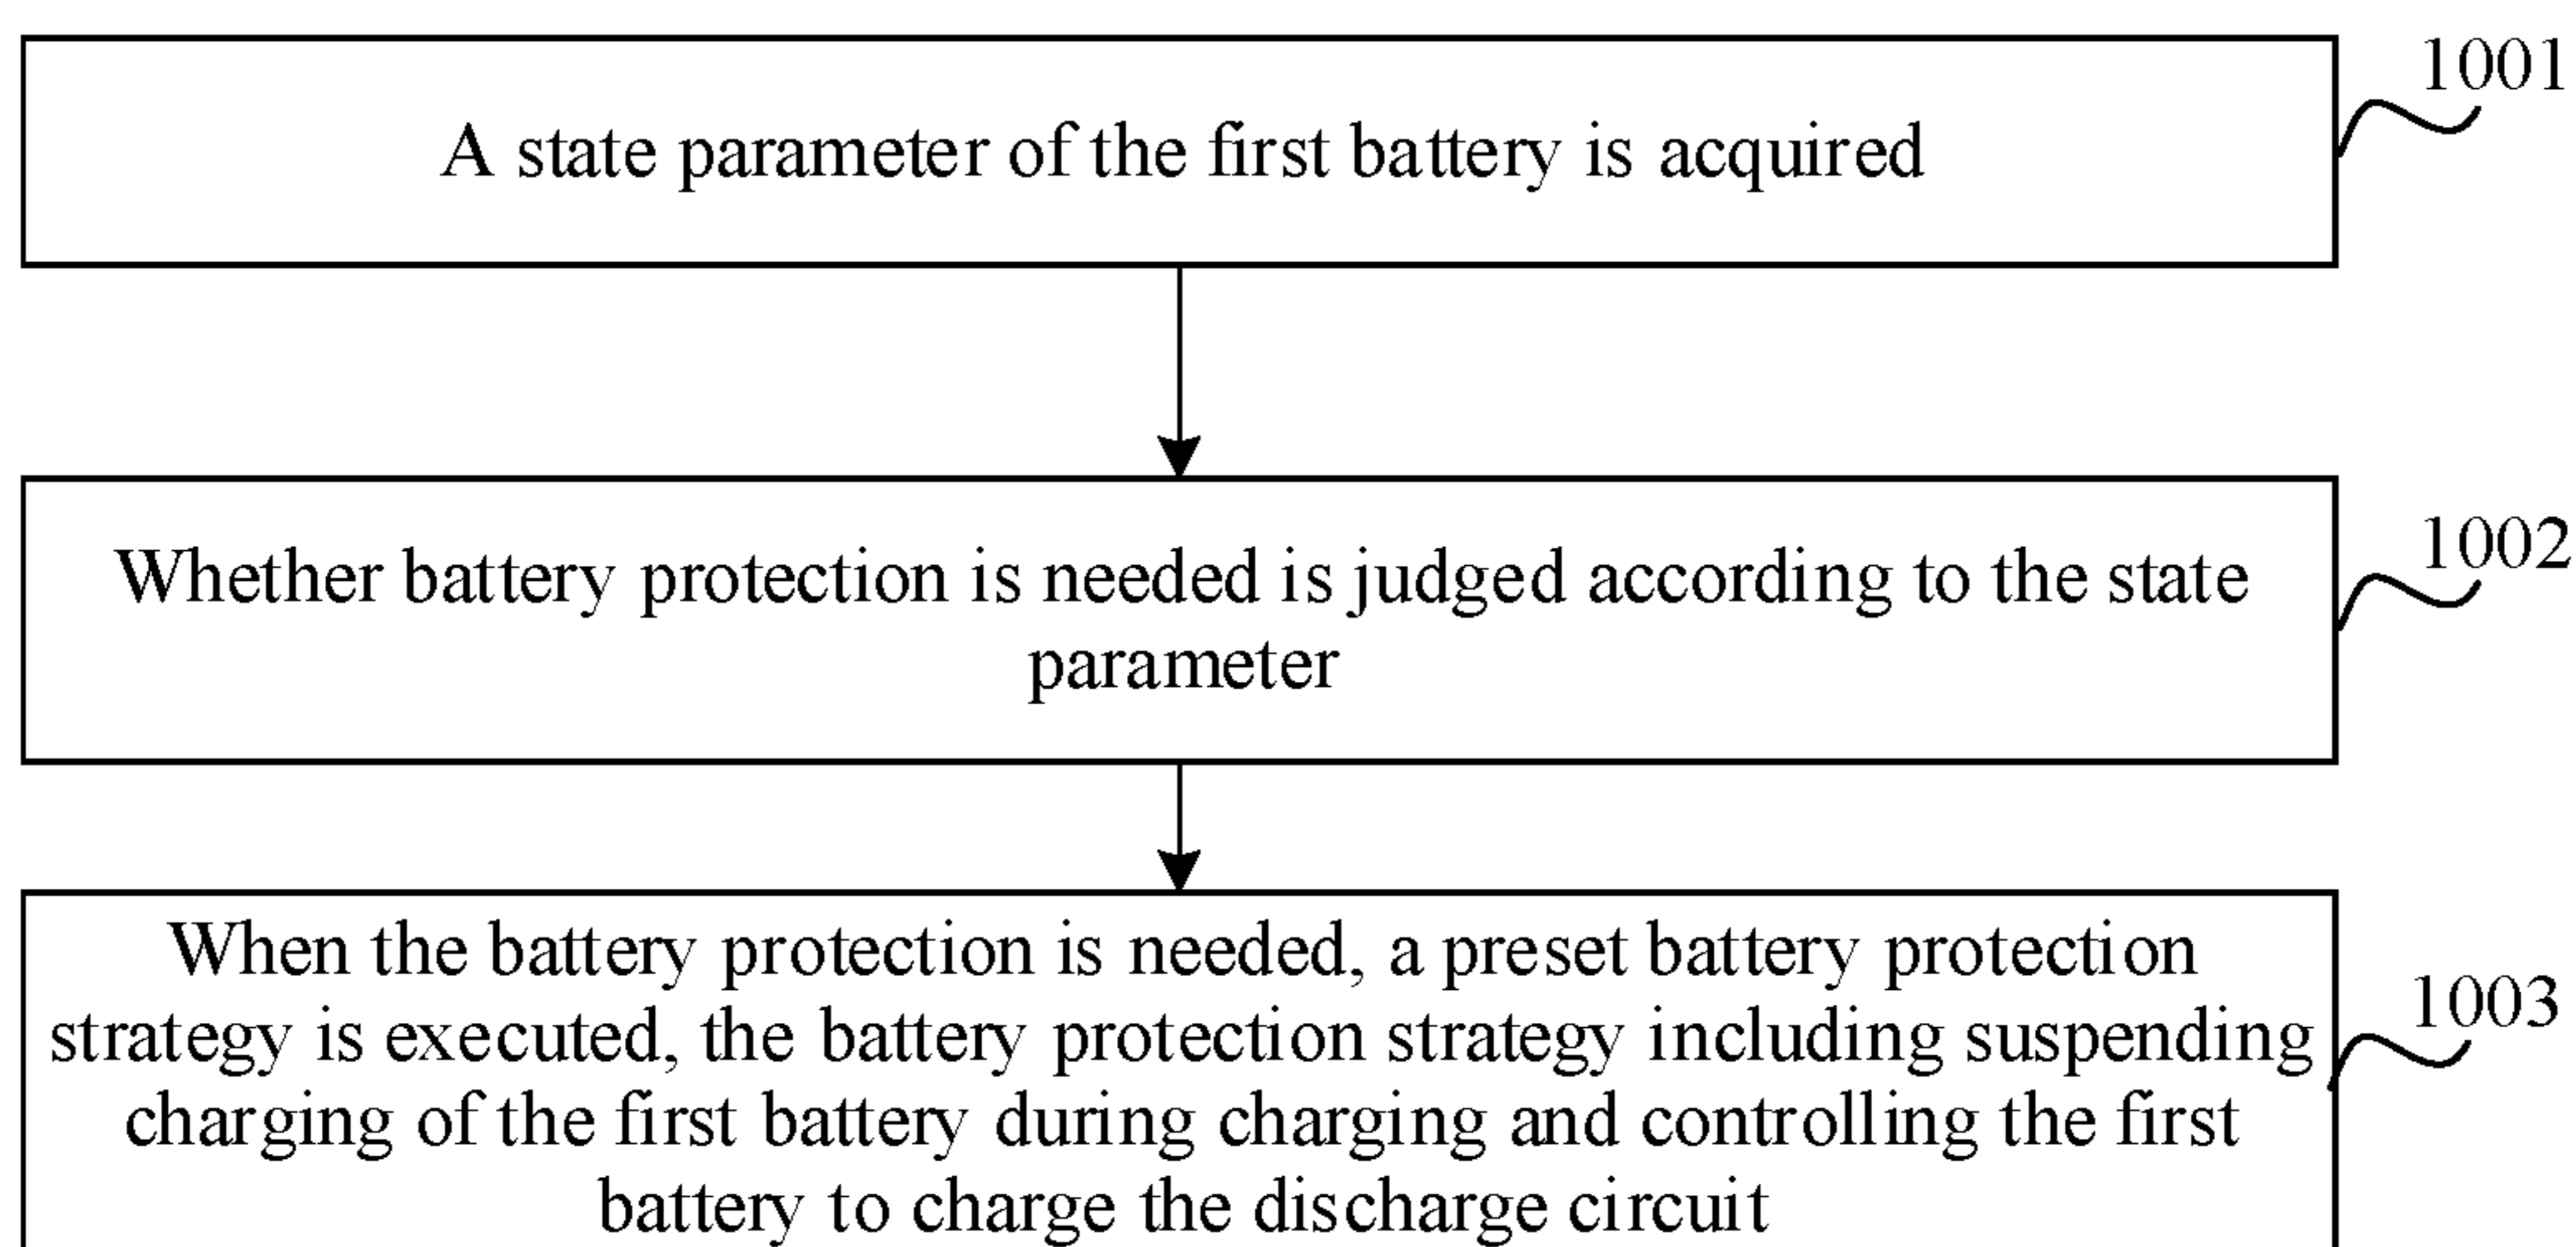 1001
A state parameter of the first battery is acquired
1002
Whether battery protection is needed is judged according to the state
parameter
When the battery protection is needed, a preset battery protection
1003
strategy is executed, the battery protection strategy including suspending
charging of the first battery during charging and controlling the first
battery to charge the discharge circuit